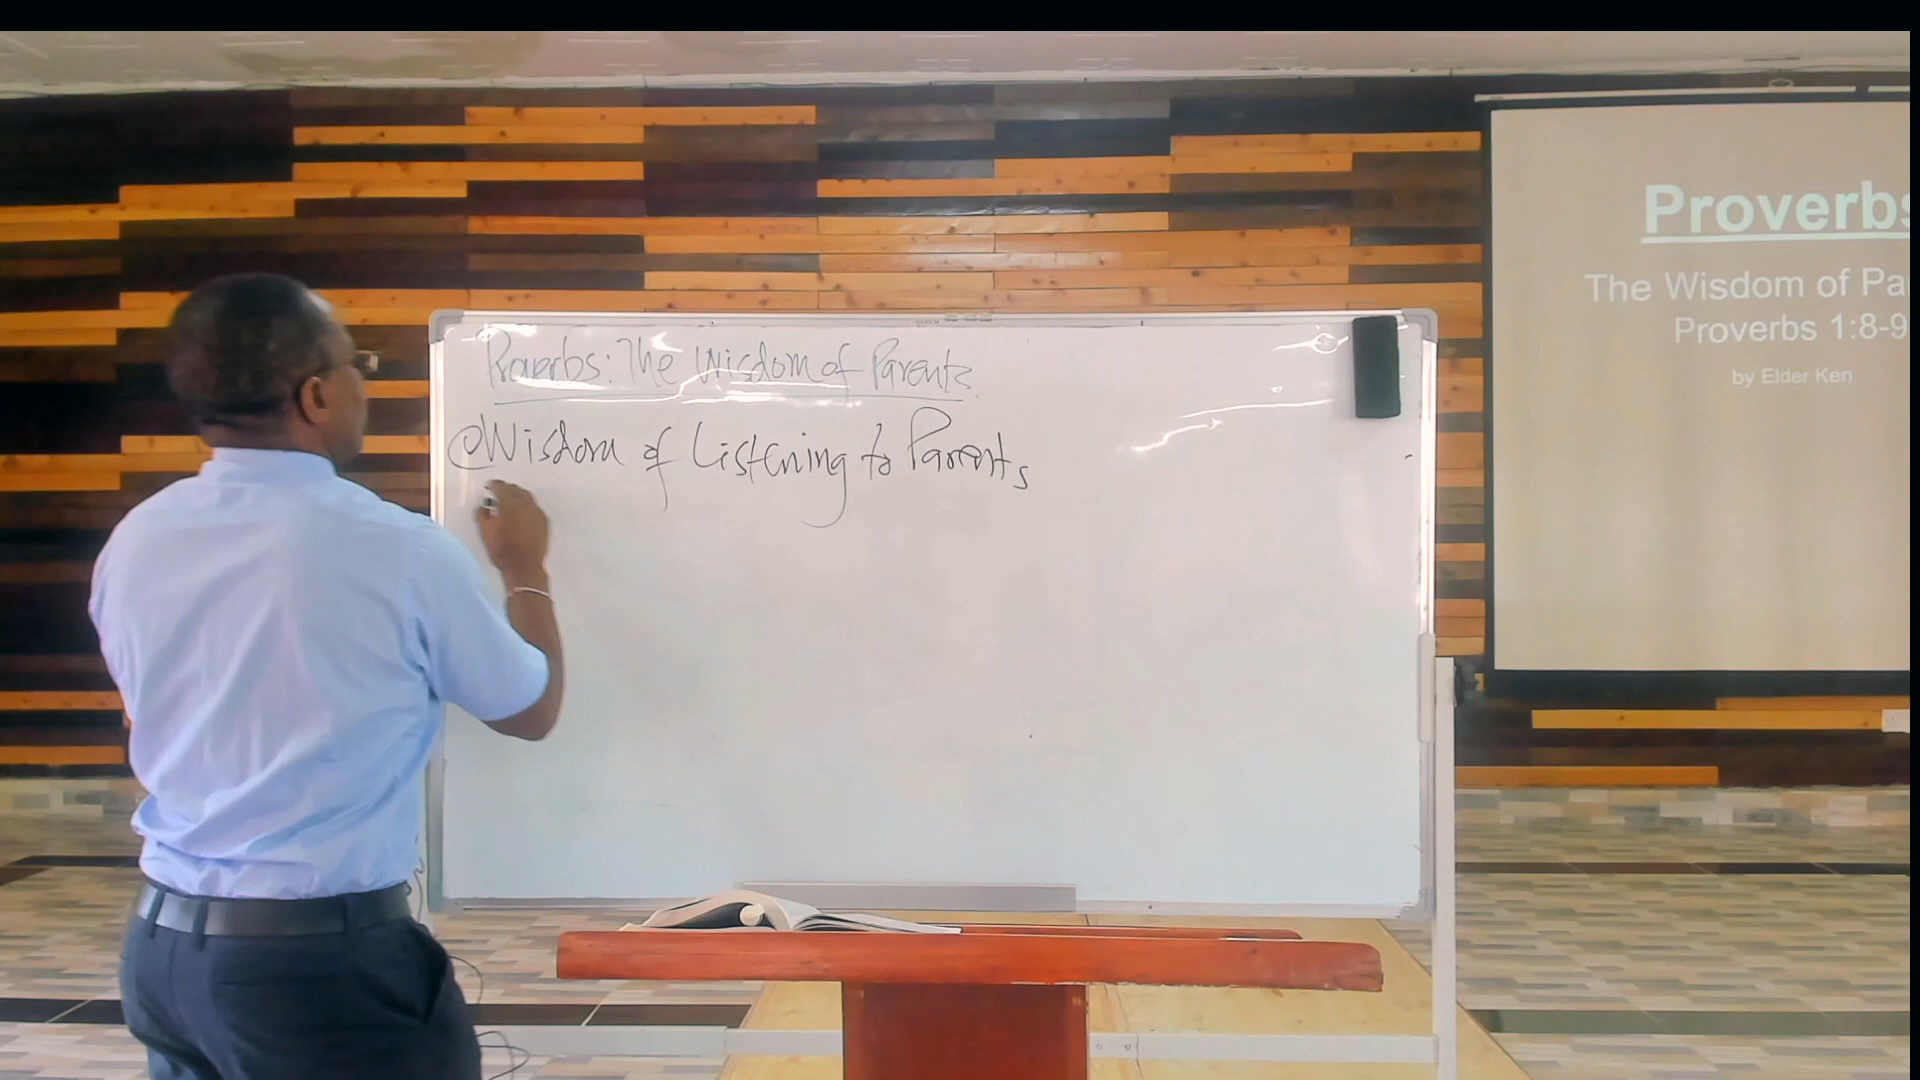 Proverbs: The Wisdom of Parents
@ Wisdom of Listening to Parents
Proverbs
The Wisdom of Pa
Proverbs 1:8-9
by Elder Ken